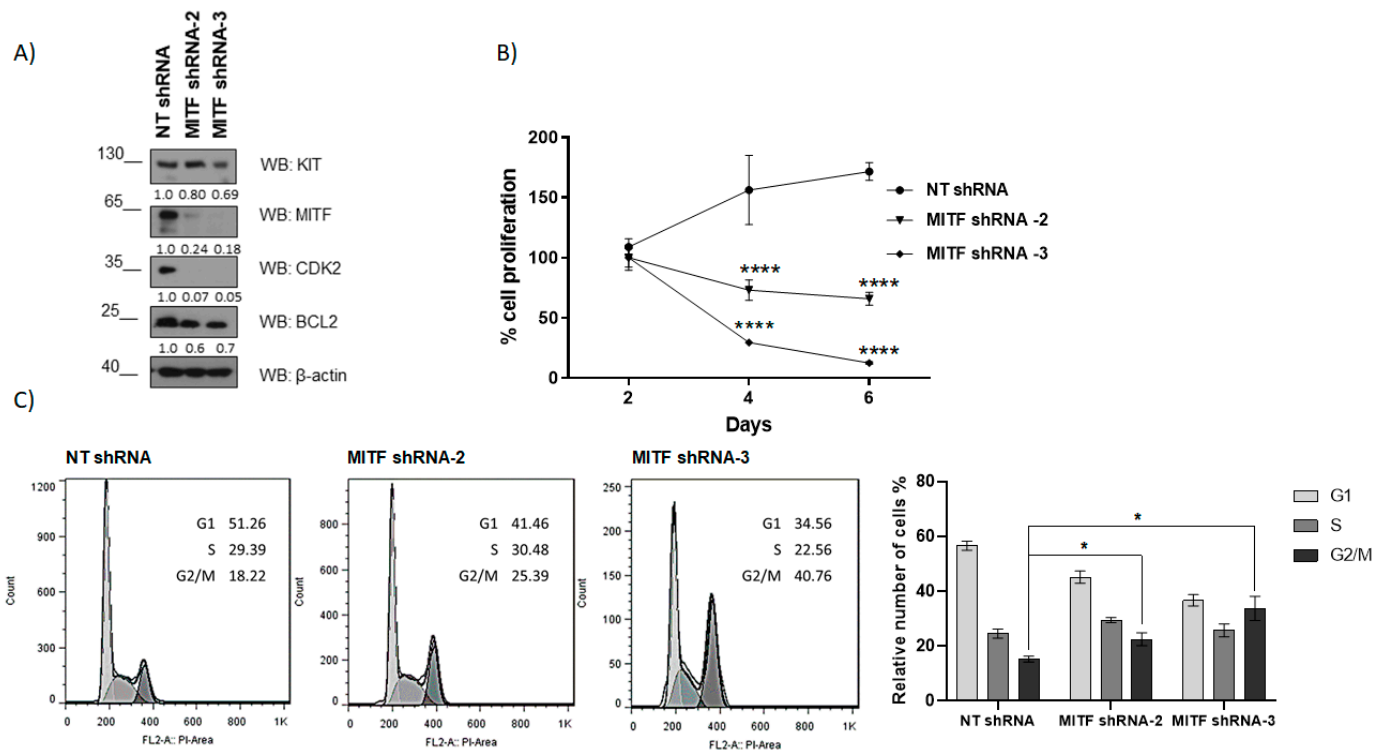 A)
NT shRNA
MITF shRNA-2
MITF shRNA-3
130
WB: KIT
1.0 0.80 0.69
65
WB: MITF
1.0 0.24 0.18
35
WB: CDK2
1.0 0.07 0.05
25
WB: BCL2
1.0 0.6 0.7
40
WB: β-actin
B)
% cell proliferation
200
150
100
50
0
2 4 6
Days
****
****
****
****
NT shRNA
MITF shRNA -2
MITF shRNA -3
C)
NT shRNA
Count
1200
900
600
300
0
0 200 400 600 1K
FL2-A:: PI-Area
G1 51.26
S 29.39
G2/M 18.22
MITF shRNA-2
Count
800
600
400
200
0
0 200 400 600 1K
FL2-A:: PI-Area
G1 41.46
S 30.48
G2/M 25.39
MITF shRNA-3
Count
250
200
150
100
50
0
0 200 400 600 1K
FL2-A:: PI-Area
G1 34.56
S 22.56
G2/M 40.76
Relative number of cells %
80
60
40
20
0
*
*
NT shRNA MITF shRNA-2 MITF shRNA-3
G1
S
G2/M